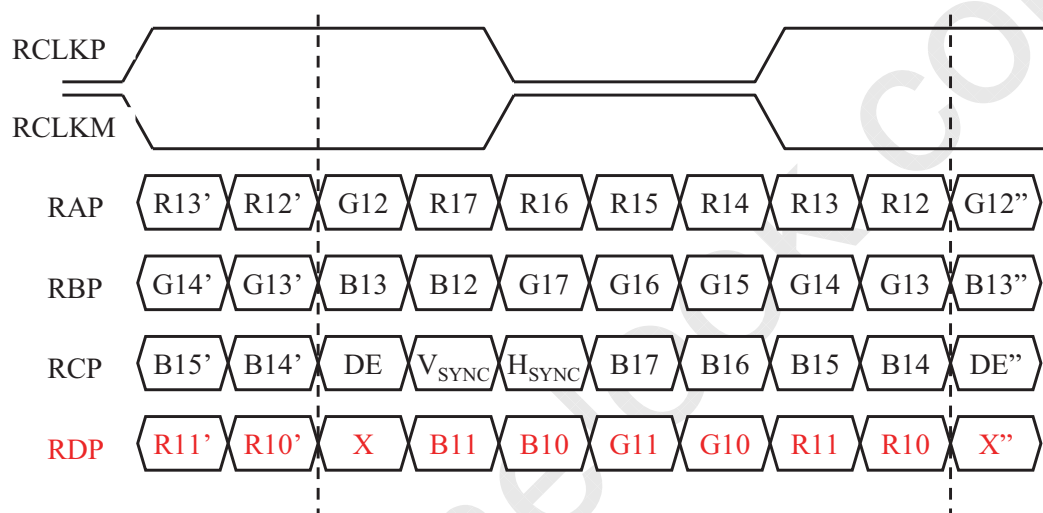 RCLKP
RCLKM
RAP R13’ R12’ G12 R17 R16 R15 R14 R13 R12 G12”
RBP G14’ G13’ B13 B12 G17 G16 G15 G14 G13 B13”
RCP B15’ B14’ DE VSYNC HSYNC B17 B16 B15 B14 DE”
RDP R11’ R10’ X B11 B10 G11 G10 R11 R10 X”